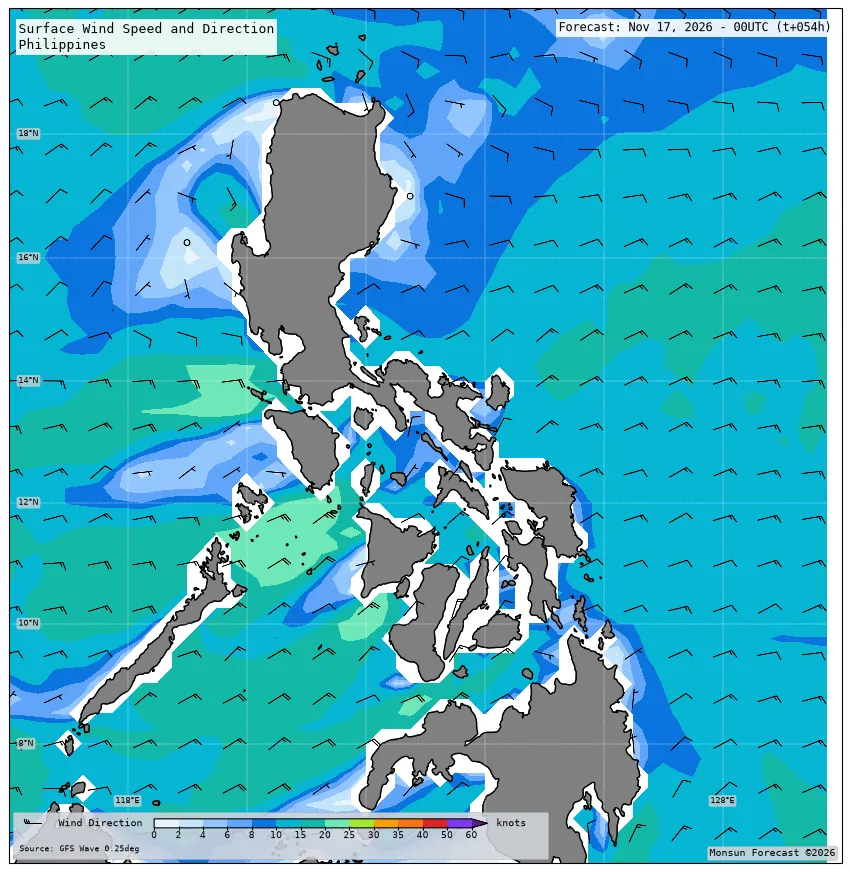 Surface Wind Speed and Direction
Philippines
Forecast: Nov 17, 2026 - 00UTC (t+054h)
18°N
16°N
14°N
12°N
10°N
8°N
118°E
128°E
Wind Direction
0 2 4 6 8 10 15 20 25 30 35 40 50 60
knots
Source: GFS Wave 0.25deg
Monsun Forecast ©2026